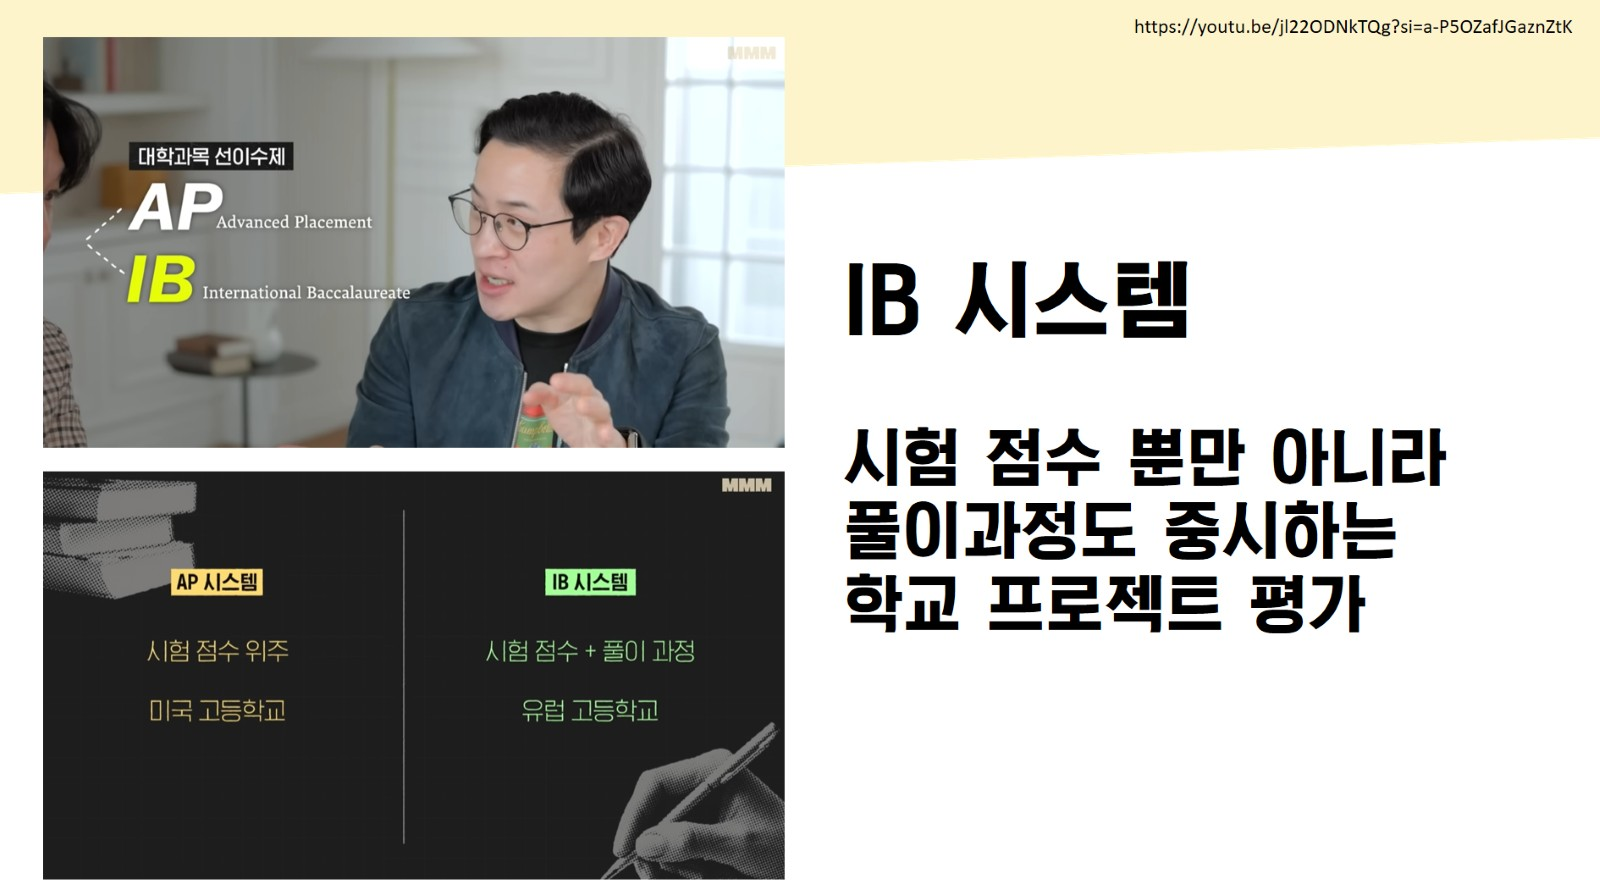 https://youtu.be/jl22ODNkTQg?si=a-P5OZafJGaznZtK
MMM
대학과목 선이수제
AP Advanced Placement
IB International Baccalaureate
IB 시스템
시험 점수 뿐만 아니라
풀이과정도 중시하는
학교 프로젝트 평가
MMM
AP 시스템
시험 점수 위주
미국 고등학교
IB 시스템
시험 점수 + 풀이 과정
유럽 고등학교